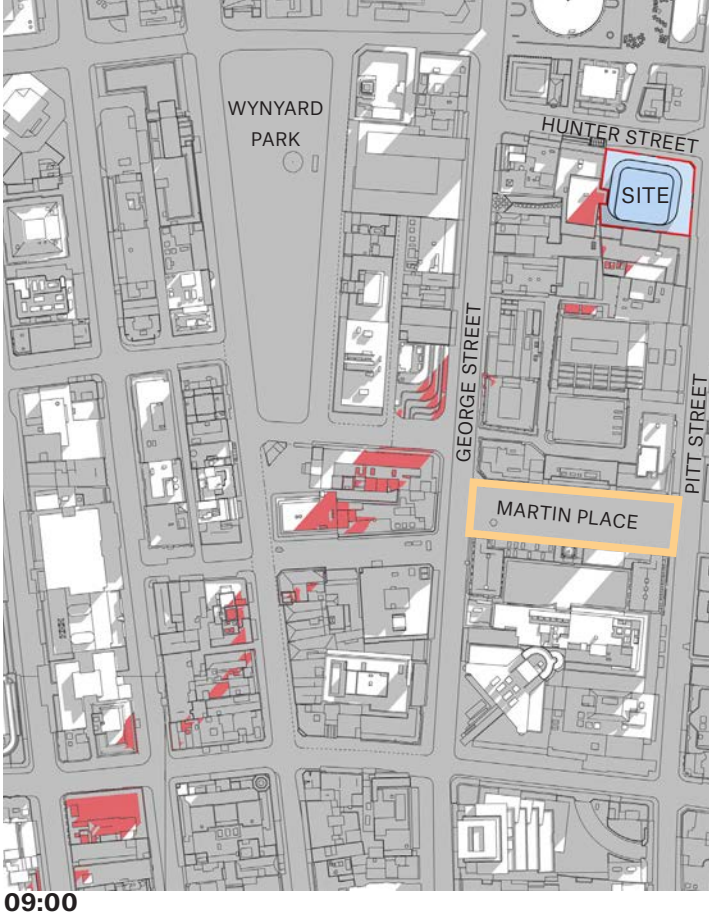 WYNYARD
PARK
HUNTER STREET
SITE
GEORGE STREET
PITT STREET
MARTIN PLACE
09:00